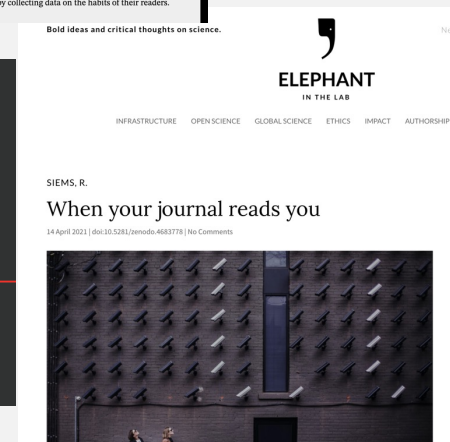 by collecting data on the habits of their readers.
Bold ideas and critical thoughts on science.
ELEPHANT
IN THE LAB
INFRASTRUCTURE OPEN SCIENCE GLOBAL SCIENCE ETHICS IMPACT AUTHORSHIP
SIEMS, R.
When your journal reads you
14 April 2021 | doi:10.5281/zenodo.4683778 | No Comments